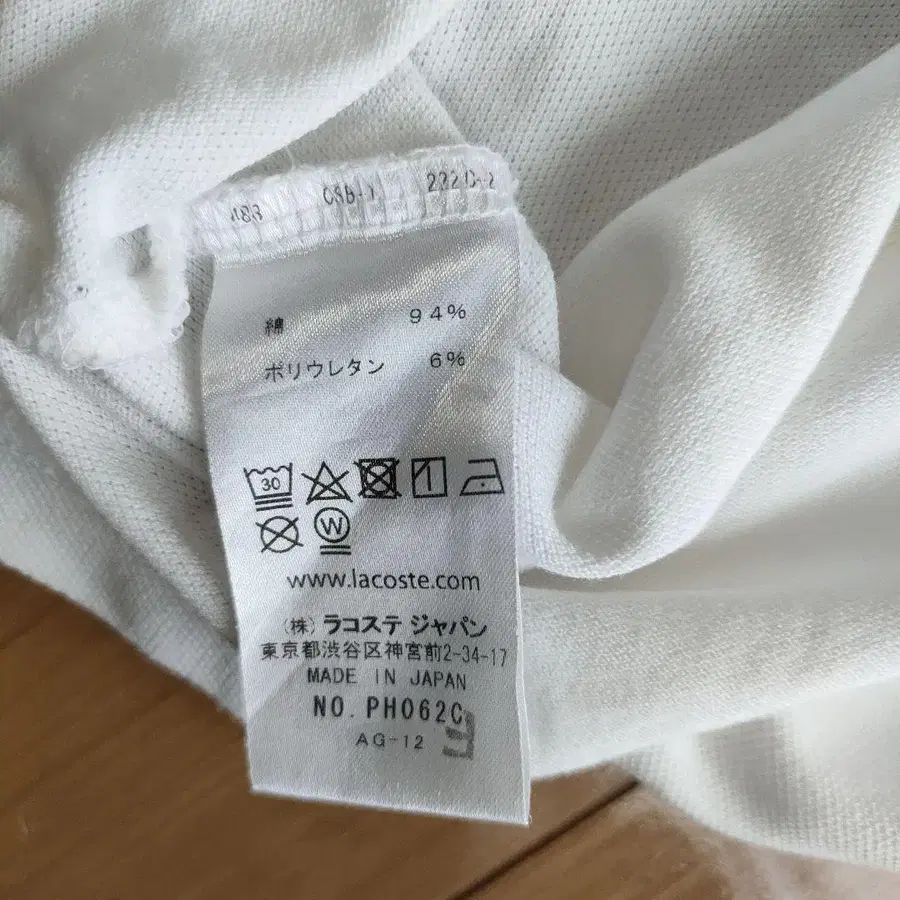 綿 94%
ポリウレタン 6%
30
W
www.lacoste.com
(株) ラコステ ジャパン
東京都渋谷区神宮前2-34-17
MADE IN JAPAN
NO. PH062C
AG-12